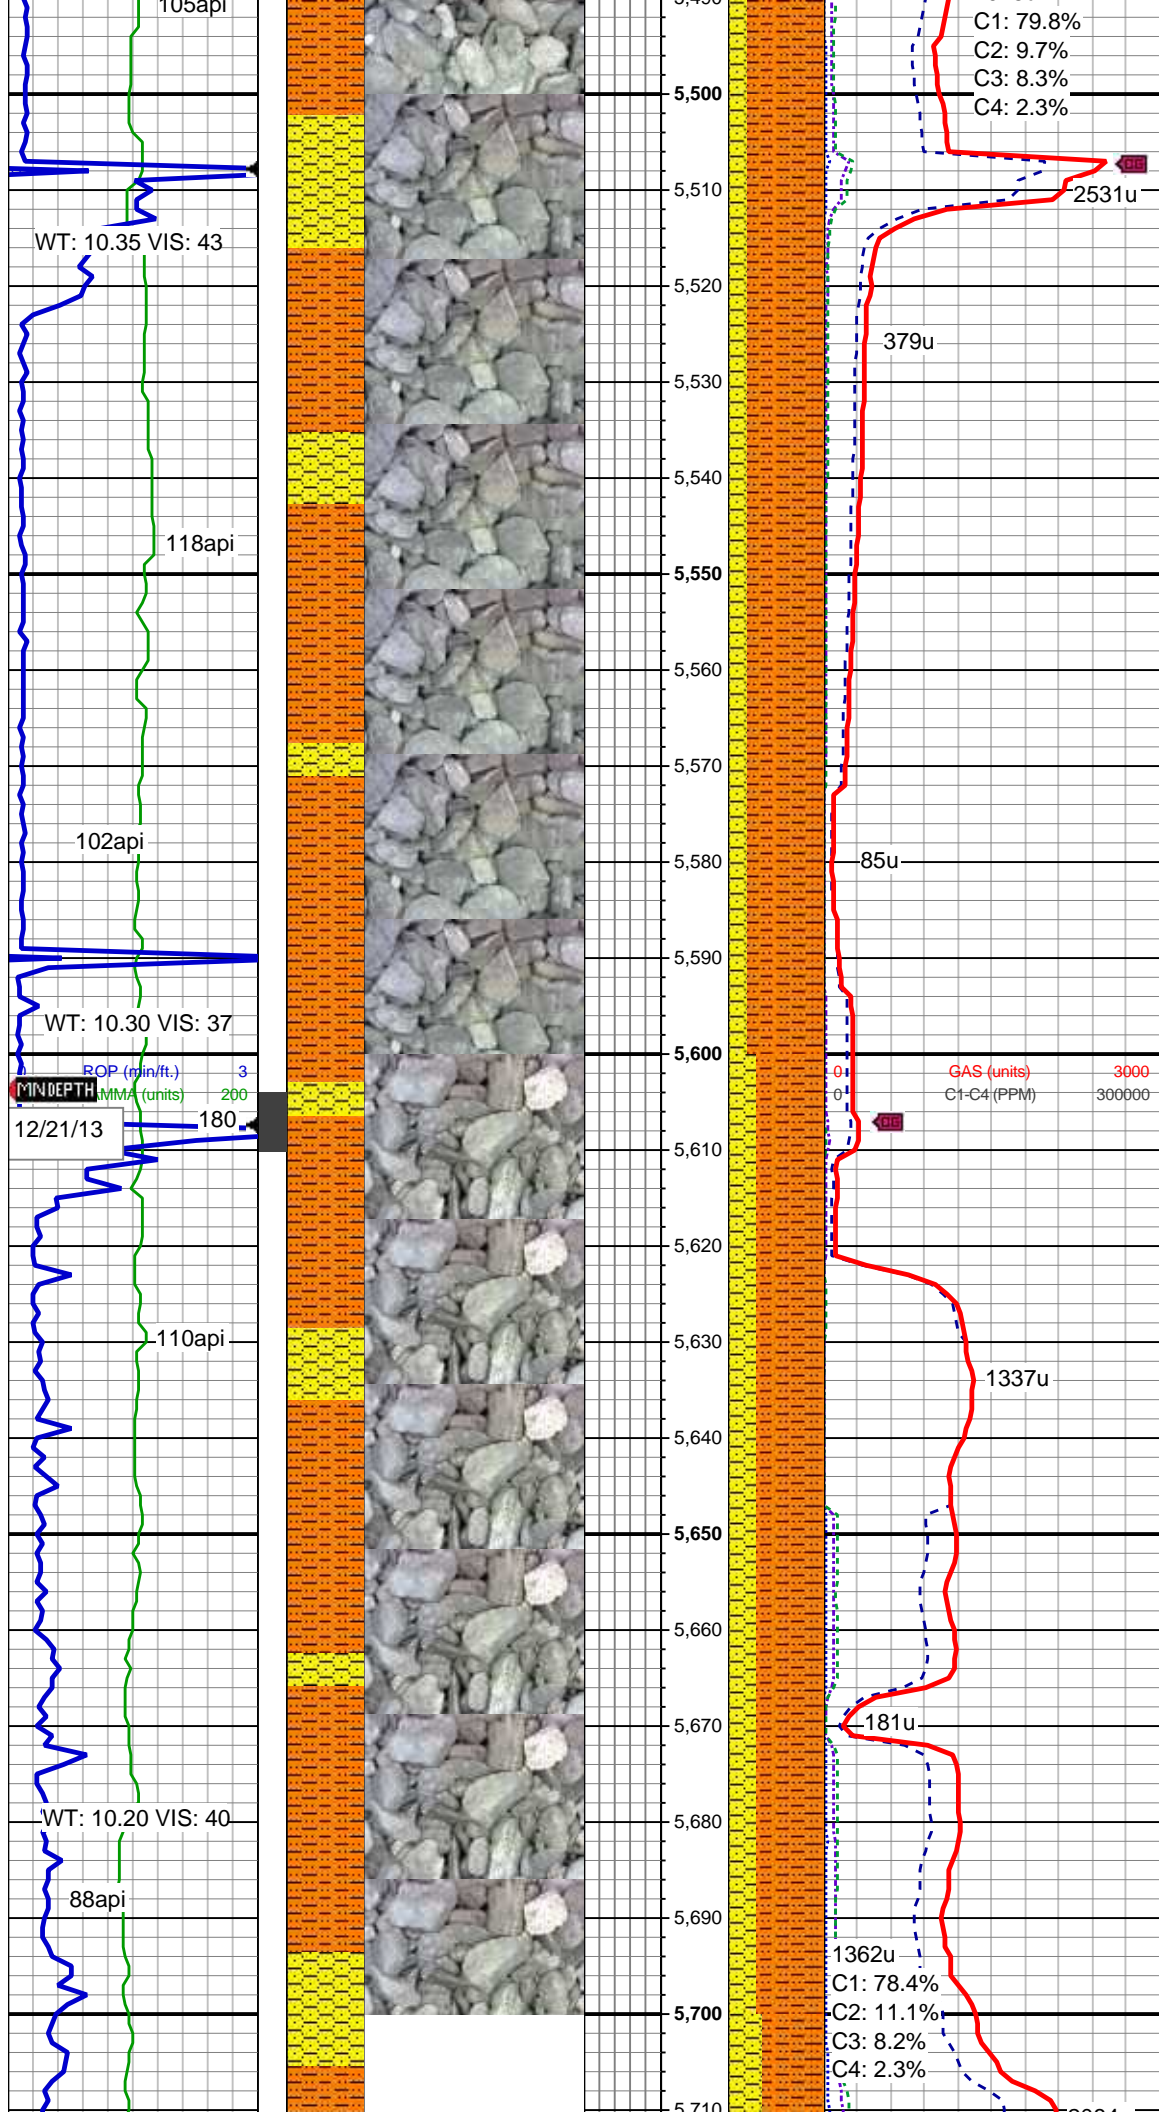 105api
C1: 79.8%
C2: 9.7%
C3: 8.3%
C4: 2.3%
5,500
5,510
2531u
WT: 10.35 VIS: 43
5,520
379u
5,530
5,540
118api
5,550
5,560
5,570
102api
85u
5,580
5,590
WT: 10.30 VIS: 37
5,600
ROP (min/ft.) 3
0 GAS (units) 3000
MNDEPTH
(units) 200
0 C1-C4 (PPM) 300000
180
12/21/13
5,610
5,620
110api
5,630
1337u
5,640
5,650
5,660
5,670
181u
WT: 10.20 VIS: 40
5,680
88api
5,690
1362u
C1: 78.4%
C2: 11.1%
C3: 8.2%
C4: 2.3%
5,700
5,710